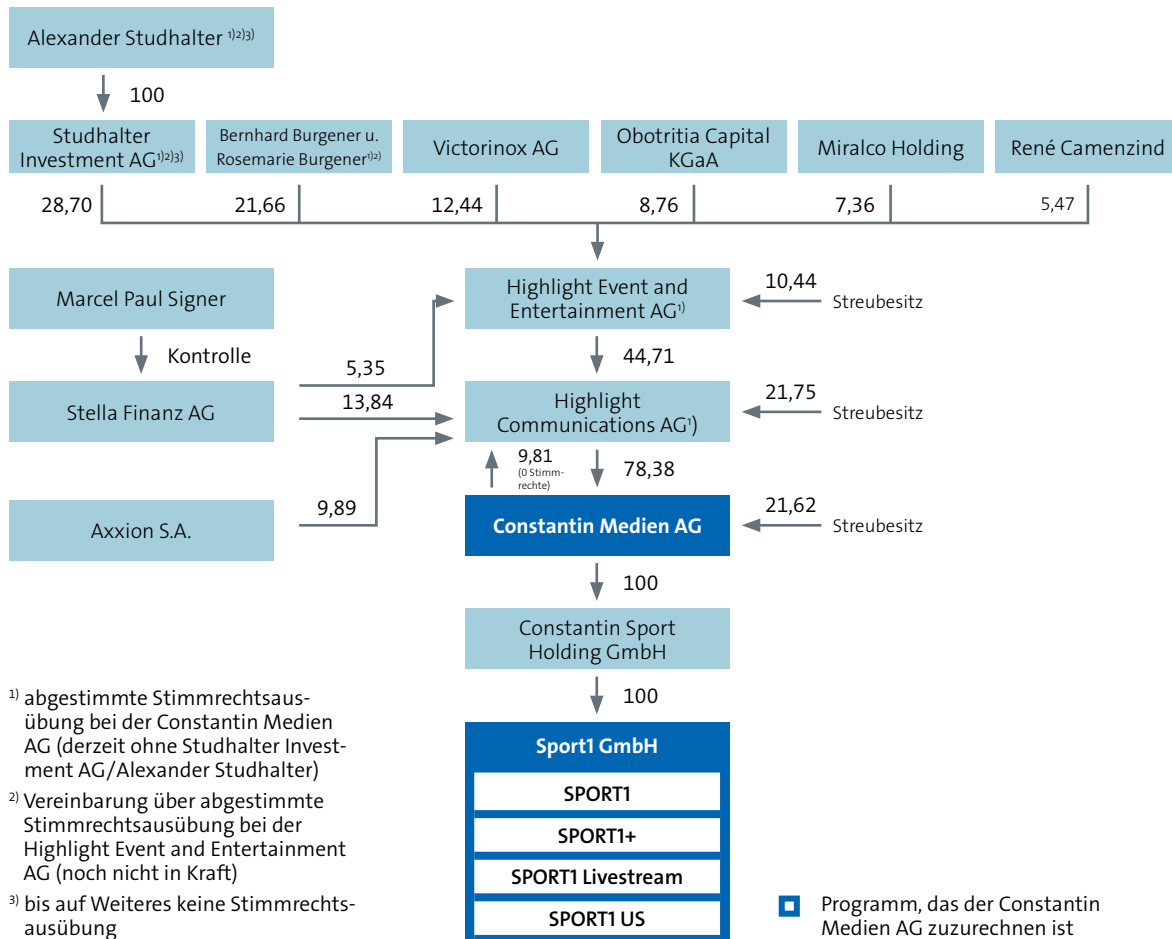 Alexander Studhalter ¹⁾²⁾³⁾
100
Studhalter
Investment AG¹⁾²⁾³⁾
Bernhard Burgener u.
Rosemarie Burgener¹⁾²⁾
Victorinox AG
Obotritia Capital
KGaA
Miralco Holding
René Camenzind
28,70
21,66
12,44
8,76
7,36
5,47
Marcel Paul Signer
Highlight Event and
Entertainment AG¹⁾
10,44
Streubesitz
Kontrolle
44,71
Stella Finanz AG
5,35
13,84
Highlight
Communications AG¹)
21,75
Streubesitz
9,81
(0 Stimm-
rechte)
78,38
Axxion S.A.
9,89
Constantin Medien AG
21,62
Streubesitz
100
Constantin Sport
Holding GmbH
100
Sport1 GmbH
SPORT1
SPORT1+
SPORT1 Livestream
SPORT1 US
¹⁾ abgestimmte Stimmrechtsaus-
übung bei der Constantin Medien
AG (derzeit ohne Studhalter Invest-
ment AG/Alexander Studhalter)
²⁾ Vereinbarung über abgestimmte
Stimmrechtsausübung bei der
Highlight Event and Entertainment
AG (noch nicht in Kraft)
³⁾ bis auf Weiteres keine Stimmrechts-
ausübung
Programm, das der Constantin
Medien AG zuzurechnen ist